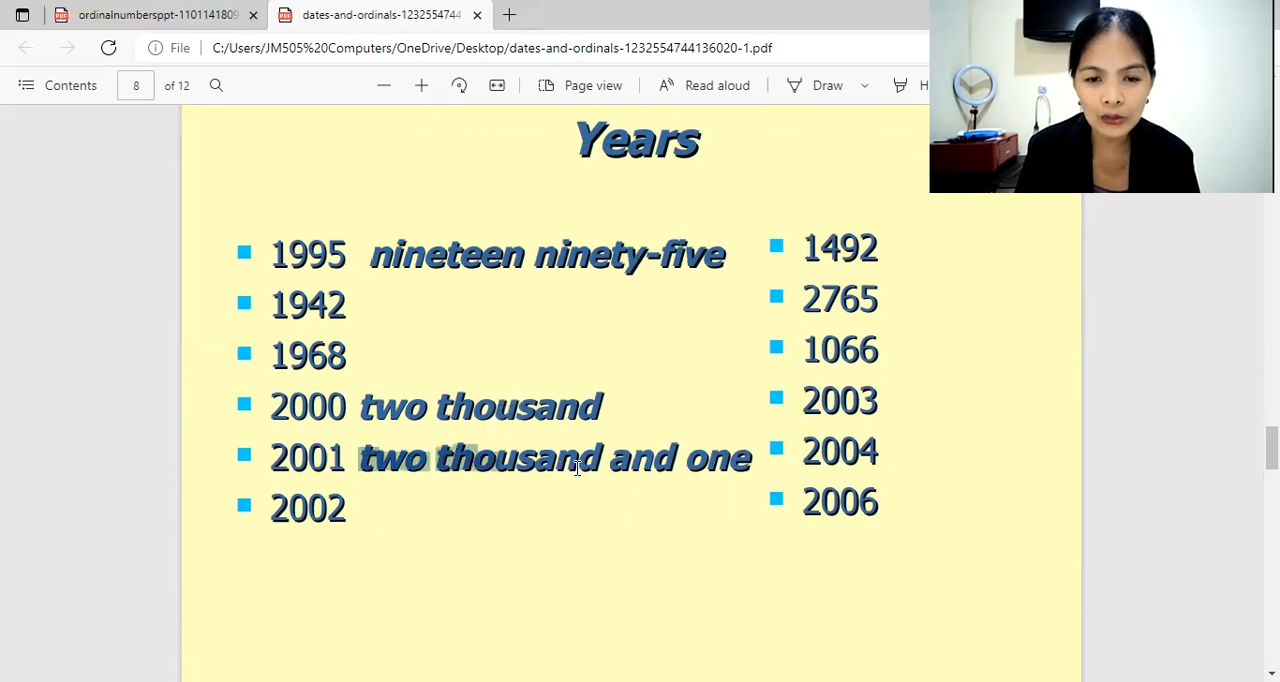 ordinalnumbersppt-1101141809
dates-and-ordinals-1232554744
File
C:/Users/JM505%20Computers/OneDrive/Desktop/dates-and-ordinals-1232554744136020-1.pdf
Contents
8
of 12
Page view
Read aloud
Draw
H
Years
1995 nineteen ninety-five
1942
1968
2000 two thousand
2001 two thousand and one
2002
1492
2765
1066
2003
2004
2006